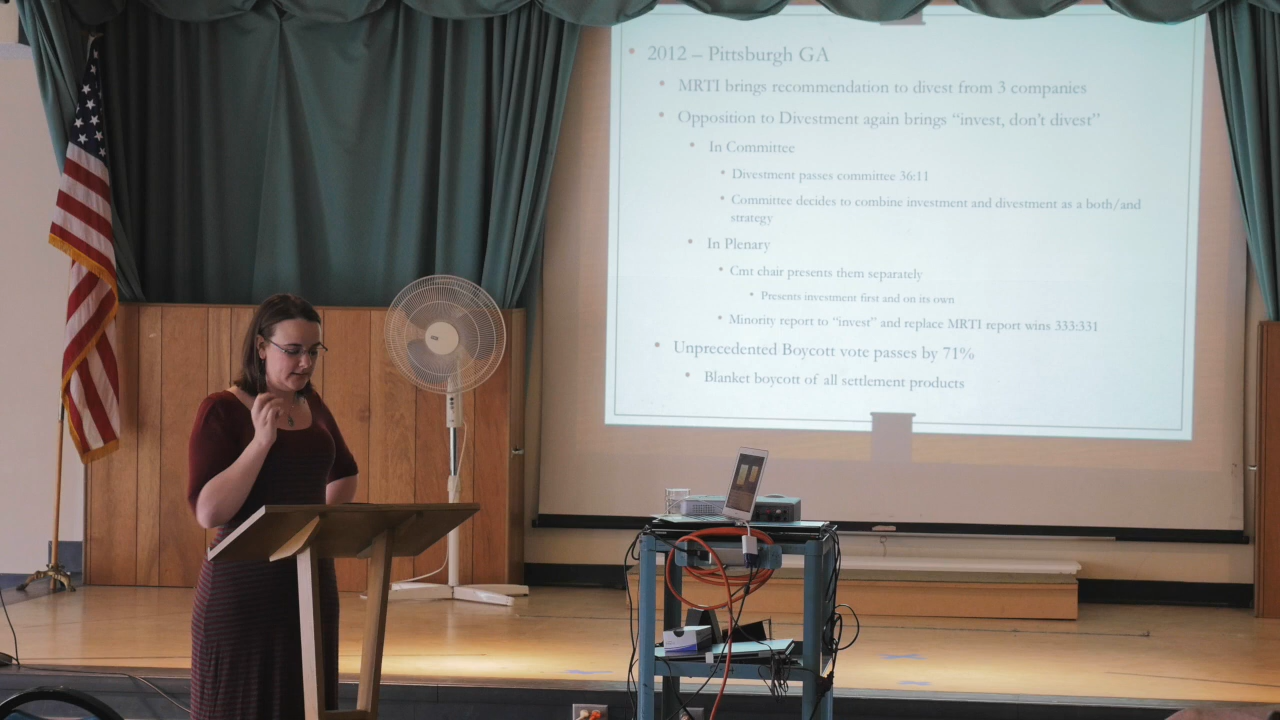 2012 – Pittsburgh GA
MRTI brings recommendation to divest from 3 companies
Opposition to Divestment again brings “invest, don’t divest”
In Committee
Divestment passes committee 36:11
Committee decides to combine investment and divestment as a both/and
strategy
In Plenary
Cmt chair presents them separately
Presents investment first and on its own
Minority report to “invest” and replace MRTI report wins 333:331
Unprecedented Boycott vote passes by 71%
Blanket boycott of all settlement products